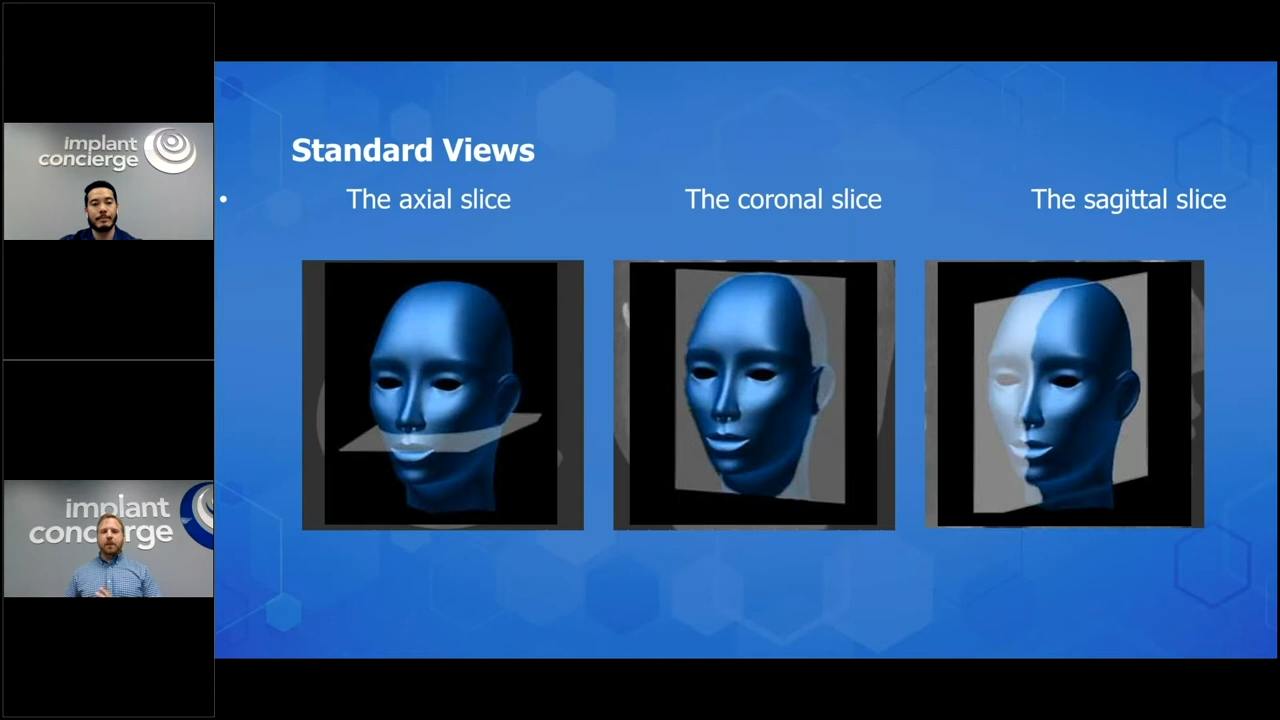 implant
concierge
implant
concierge
Standard Views
• The axial slice The coronal slice The sagittal slice